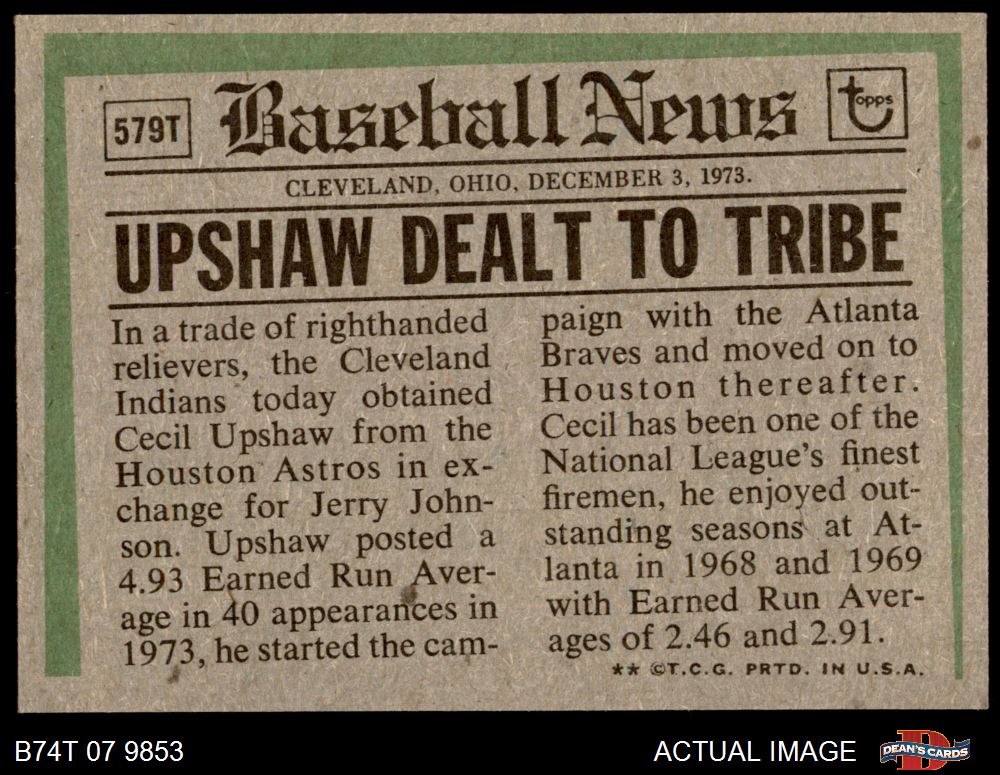 579T
Baseball News
topps
CLEVELAND, OHIO, DECEMBER 3, 1973.
UPSHAW DEALT TO TRIBE
In a trade of righthanded
relievers, the Cleveland
Indians today obtained
Cecil Upshaw from the
Houston Astros in ex-
change for Jerry John-
son. Upshaw posted a
4.93 Earned Run Aver-
age in 40 appearances in
1973, he started the cam-
paign with the Atlanta
Braves and moved on to
Houston thereafter.
Cecil has been one of the
National League's finest
firemen, he enjoyed out-
standing seasons at At-
lanta in 1968 and 1969
with Earned Run Aver-
ages of 2.46 and 2.91.
** ©T.C.G. PRTD. IN U.S.A.
B74T 07 9853
ACTUAL IMAGE
DEAN'S CARDS